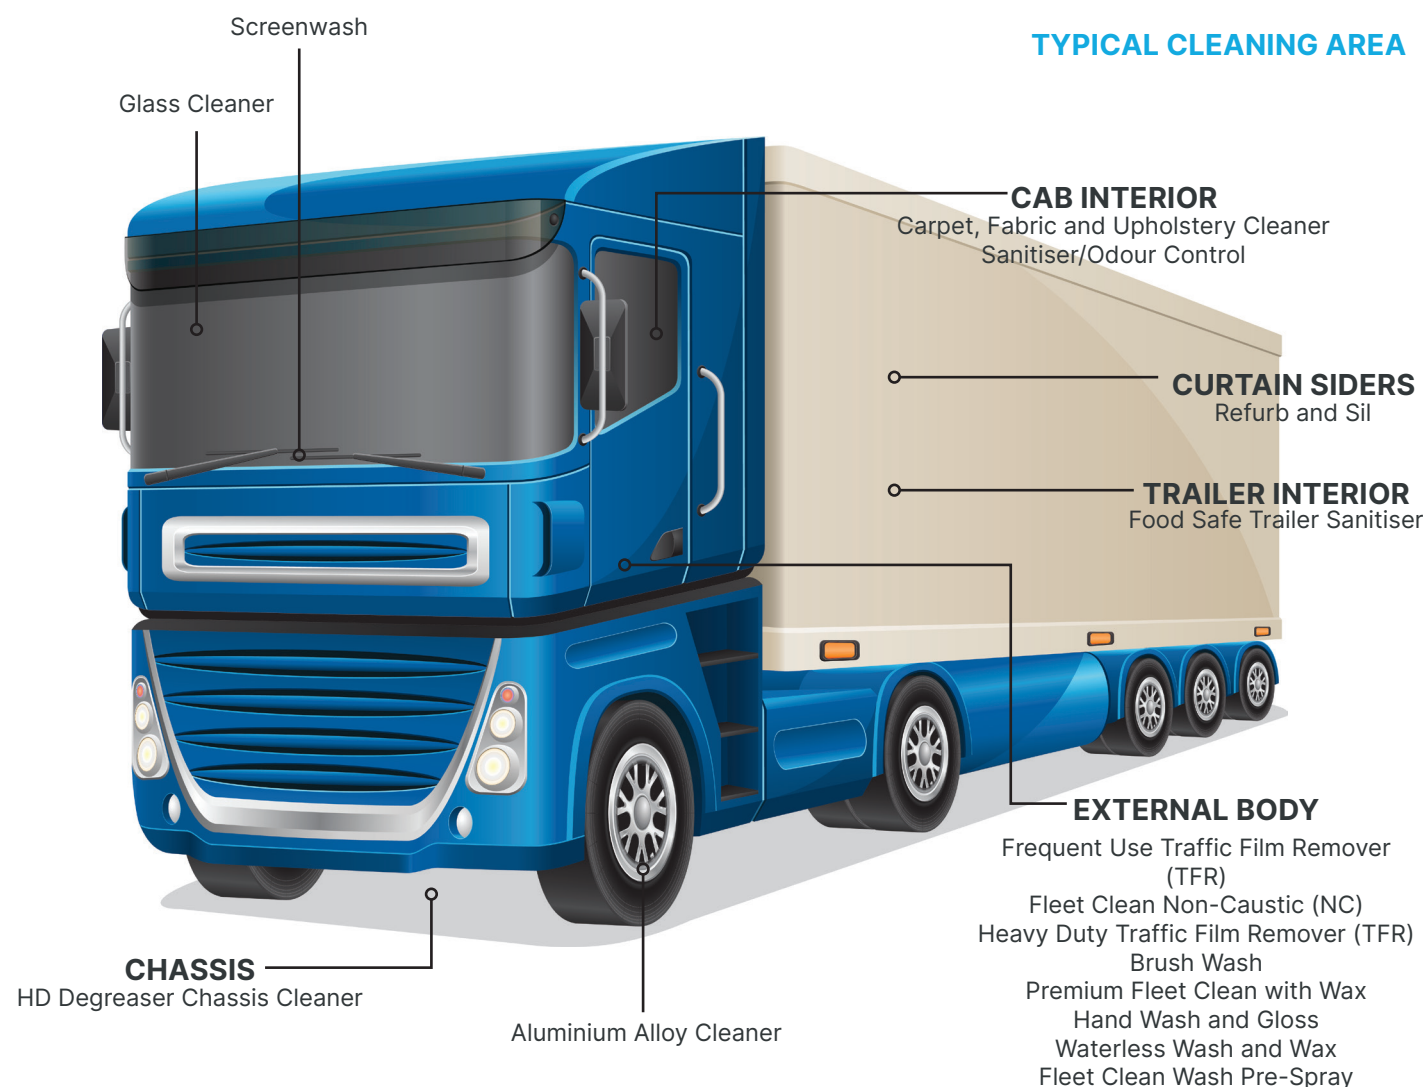 Screenwash
TYPICAL CLEANING AREA
Glass Cleaner
CAB INTERIOR
Carpet, Fabric and Upholstery Cleaner
Sanitiser/Odour Control
CURTAIN SIDERS
Refurb and Sil
TRAILER INTERIOR
Food Safe Trailer Sanitiser
EXTERNAL BODY
Frequent Use Traffic Film Remover
(TFR)
Fleet Clean Non-Caustic (NC)
Heavy Duty Traffic Film Remover (TFR)
Brush Wash
Premium Fleet Clean with Wax
Hand Wash and Gloss
Waterless Wash and Wax
Fleet Clean Wash Pre-Spray
CHASSIS
HD Degreaser Chassis Cleaner
Aluminium Alloy Cleaner